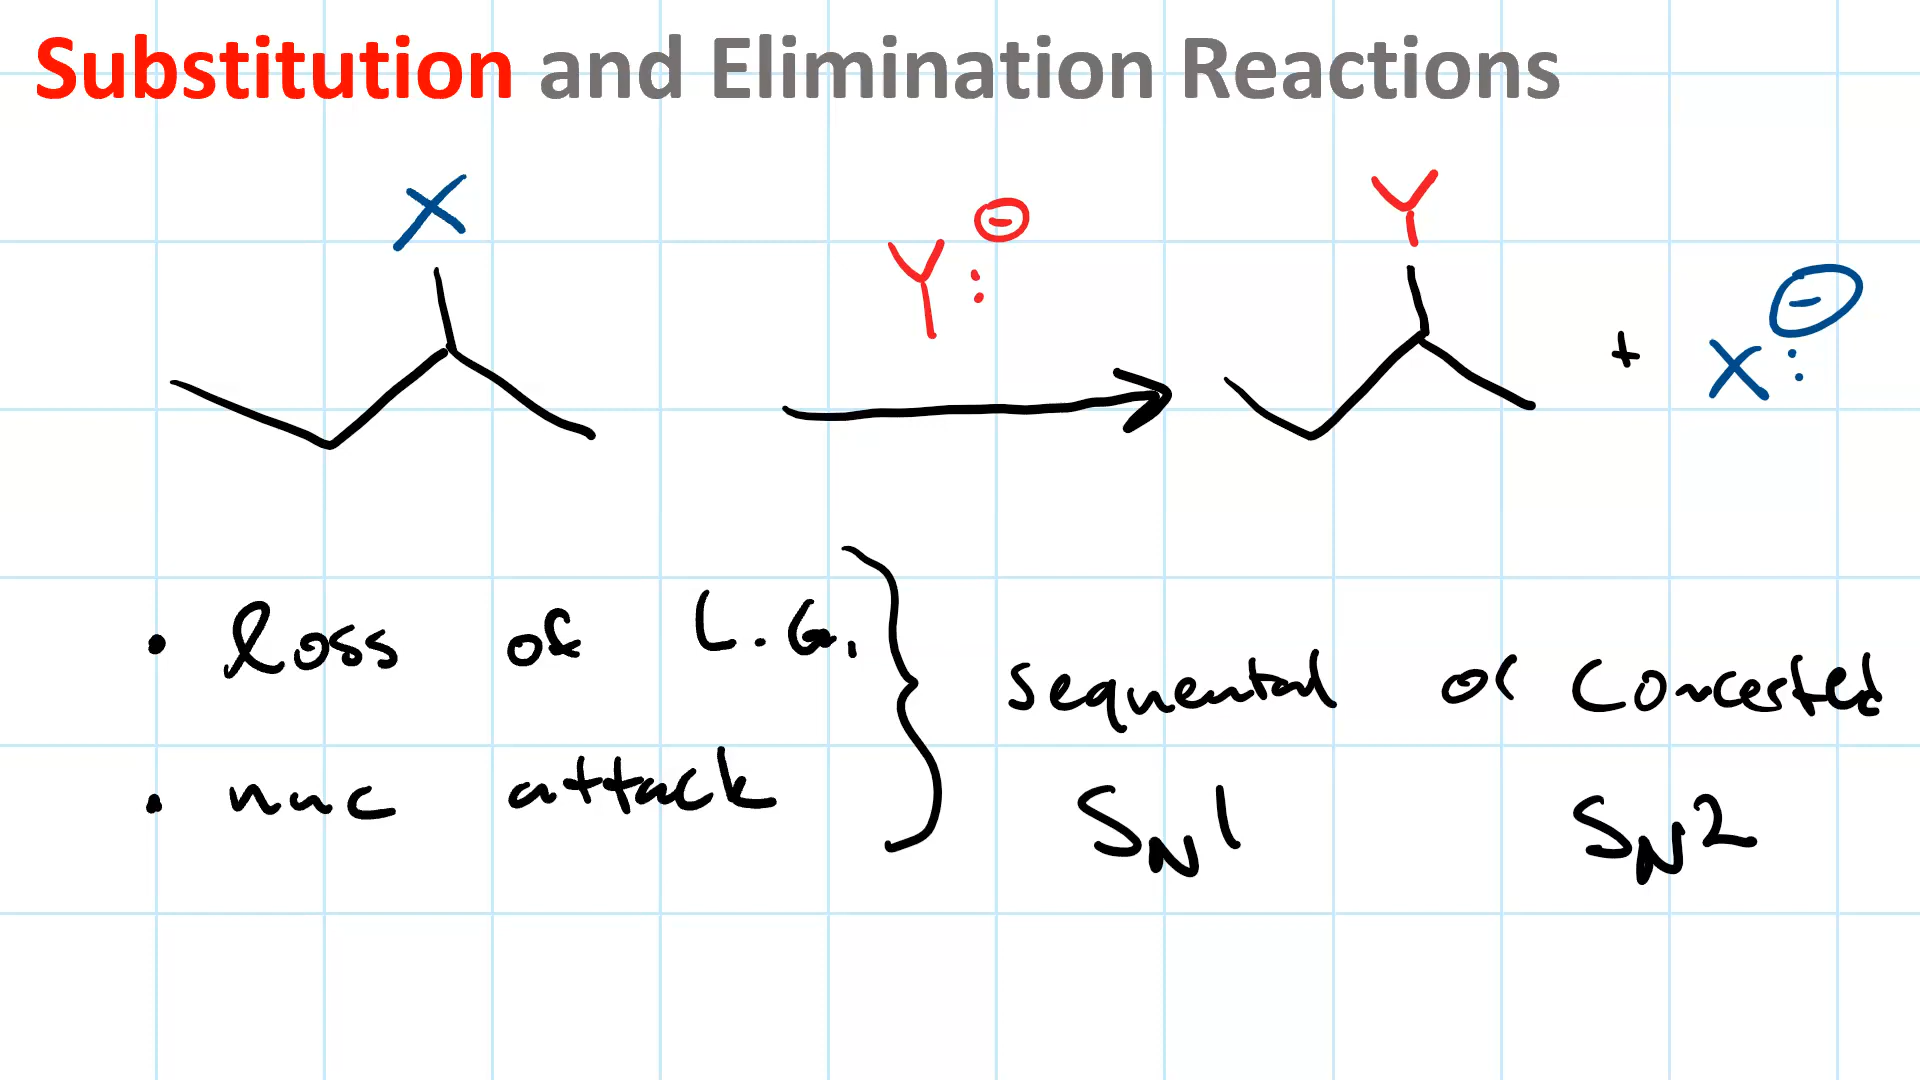 Substitution and Elimination Reactions
X
Y:⊖
Y
+ X:⊖
• loss of L.G.
• nuc attack
sequental or Concerted
SN1 SN2